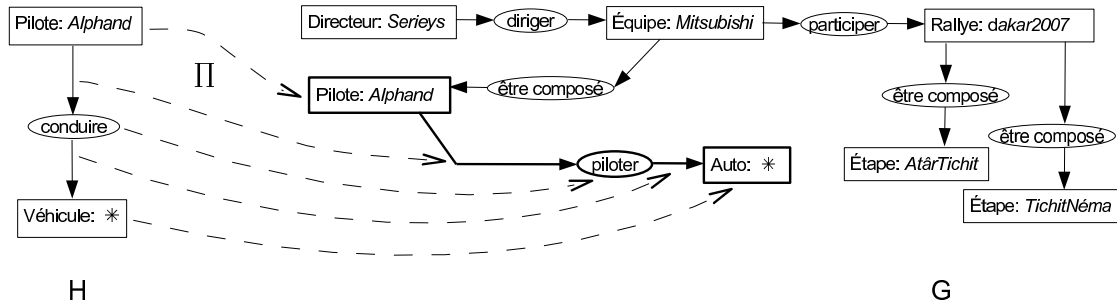 Pilote: Alphand
conduire
Véhicule: ∗
H
∏
Directeur: Serieys
diriger
Équipe: Mitsubishi
participer
Rallye: dakar2007
Pilote: Alphand
être composé
piloter
Auto: ∗
être composé
être composé
Étape: AtârTichit
Étape: TichitNéma
G